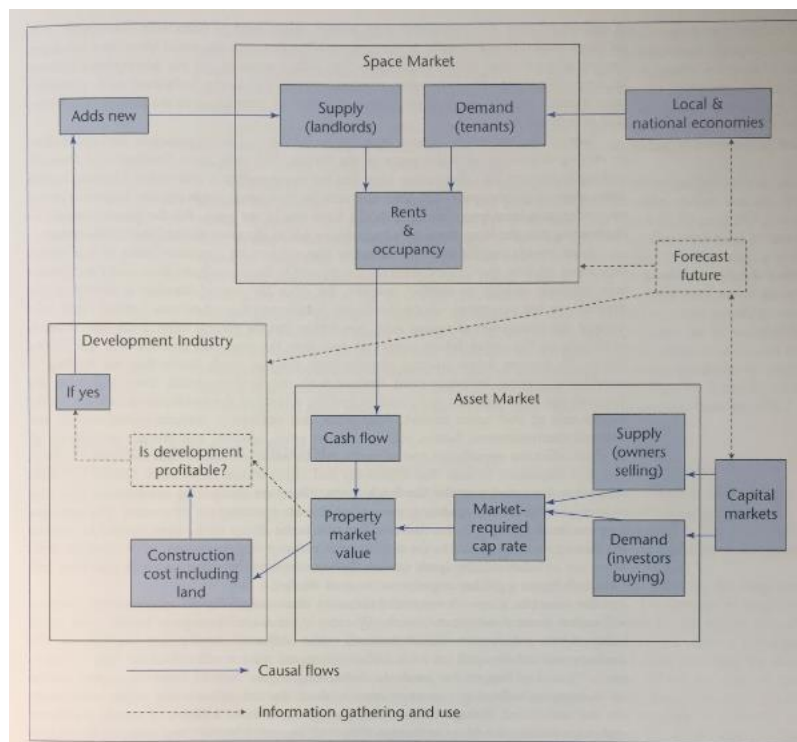 Space Market
Adds new
Supply
(landlords)
Demand
(tenants)
Local &
national economies
Rents
&
occupancy
Forecast
future
Development Industry
If yes
Is development
profitable?
Construction
cost including
land
Asset Market
Cash flow
Property
market
value
Market-
required
cap rate
Supply
(owners
selling)
Demand
(investors
buying)
Capital
markets
Causal flows
Information gathering and use